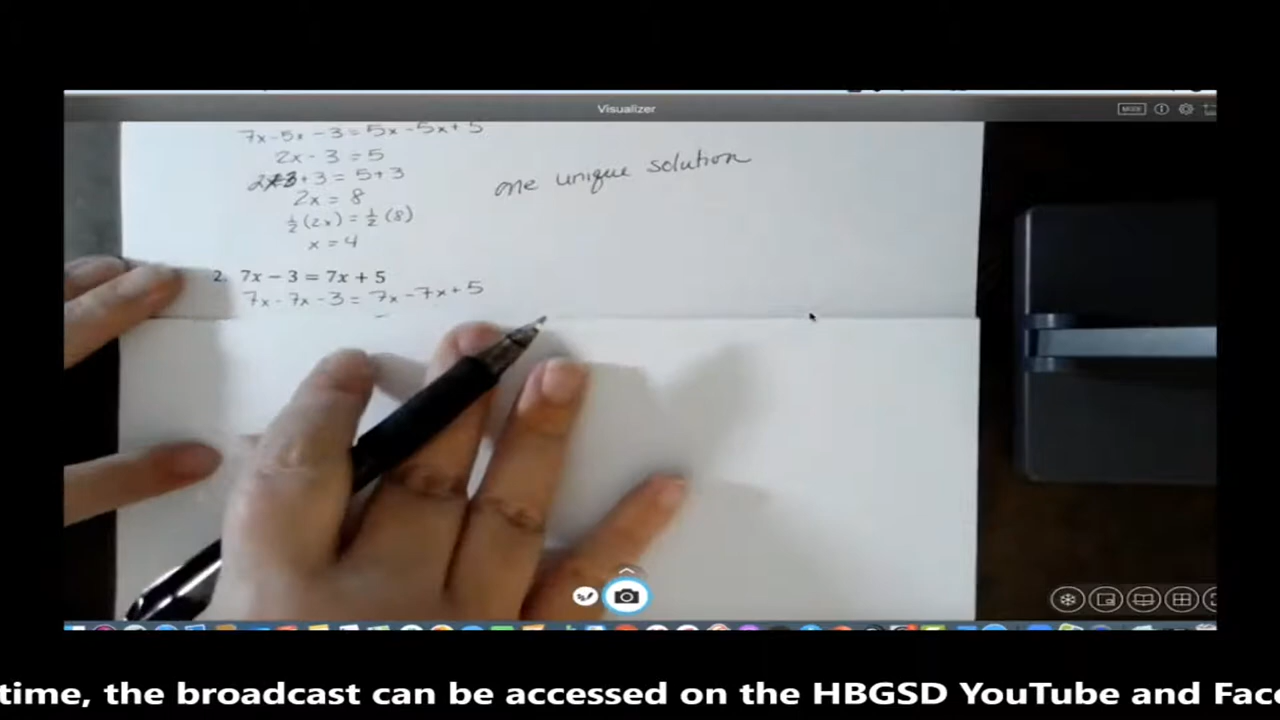 Visualizer
MODE
7x-5x-3=5x-5x+5
2x-3=5
+3=5+3
2x=8
½(2x)=½(8)
x=4
one unique solution
2. 7x − 3 = 7x + 5
7x-7x-3=7x-7x+5
time, the broadcast can be accessed on the HBGSD YouTube and Face